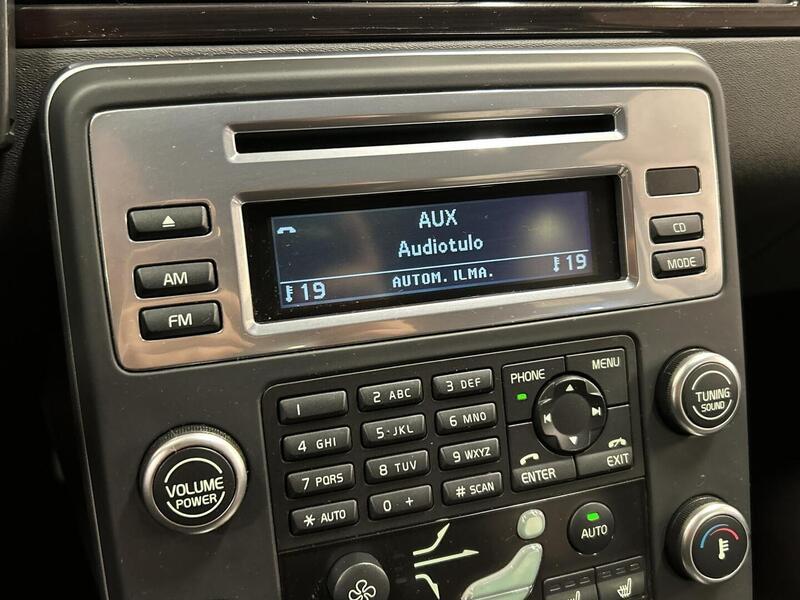 AUX
Audiotulo
19 AUTOM. ILMA. 19
AM
FM
CD
MODE
1
2 ABC
3 DEF
4 GHI
5 JKL
6 MNO
7 PQRS
8 TUV
9 WXYZ
* AUTO
0 +
# SCAN
PHONE
MENU
ENTER
EXIT
VOLUME
POWER
TUNING
SOUND
AUTO